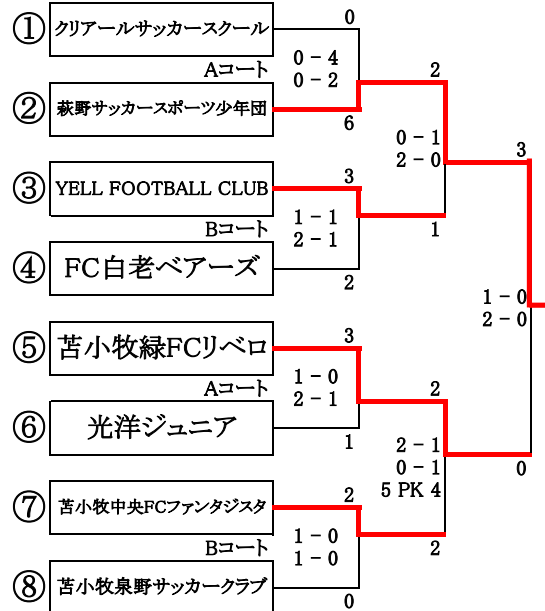 ① クリアールサッカースクール
Aコート
② 萩野サッカースポーツ少年団
③ YELL FOOTBALL CLUB
Bコート
④ FC白老ベアーズ
⑤ 苫小牧緑FCリベロ
Aコート
⑥ 光洋ジュニア
⑦ 苫小牧中央FCファンタジスタ
Bコート
⑧ 苫小牧泉野サッカークラブ
0
0 − 4
0 − 2
6
3
1 − 1
2 − 1
2
3
1 − 0
2 − 1
1
2
1 − 0
1 − 0
0
2
0 − 1
2 − 0
1
2
2 − 1
0 − 1
5 PK 4
2
3
1 − 0
2 − 0
0